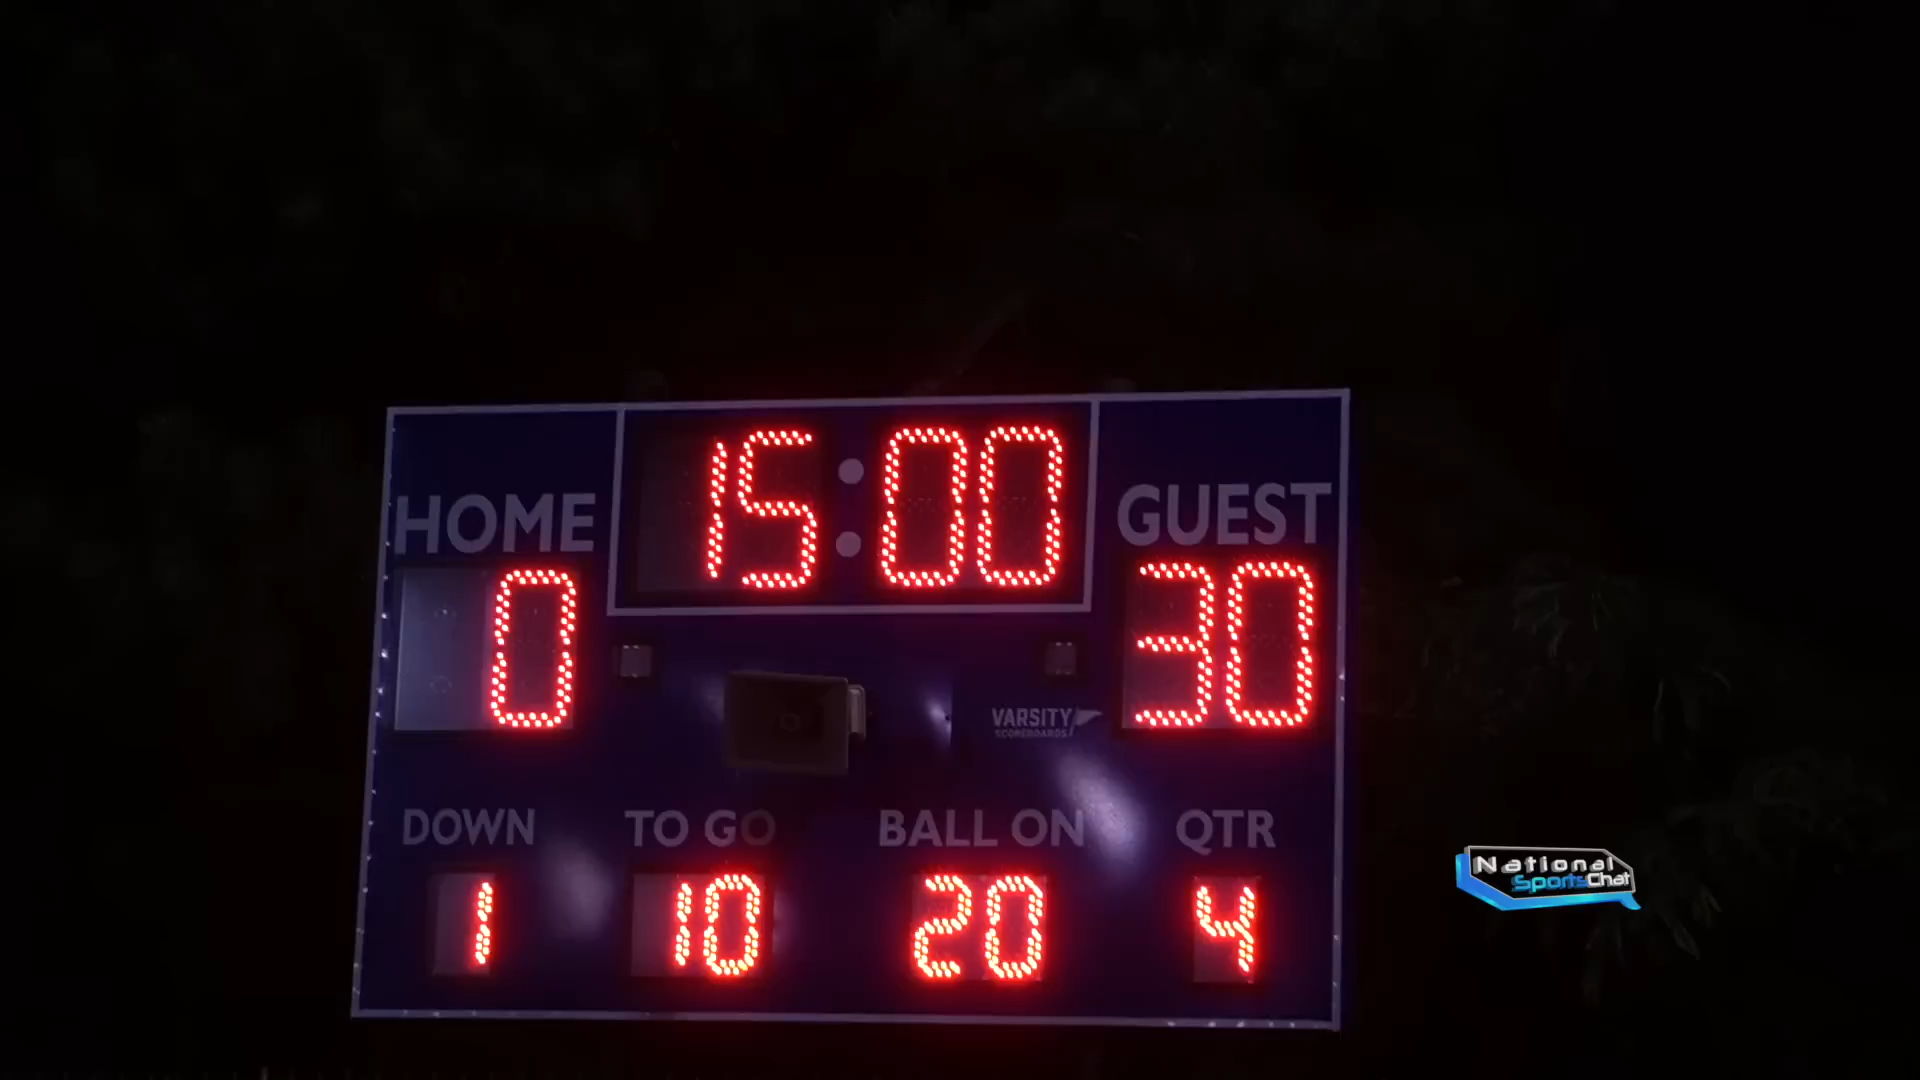 15:00
HOME
GUEST
0
30
VARSITY
SCOREBOARDS
DOWN
TO GO
BALL ON
QTR
1
10
20
4
National
SportsChat